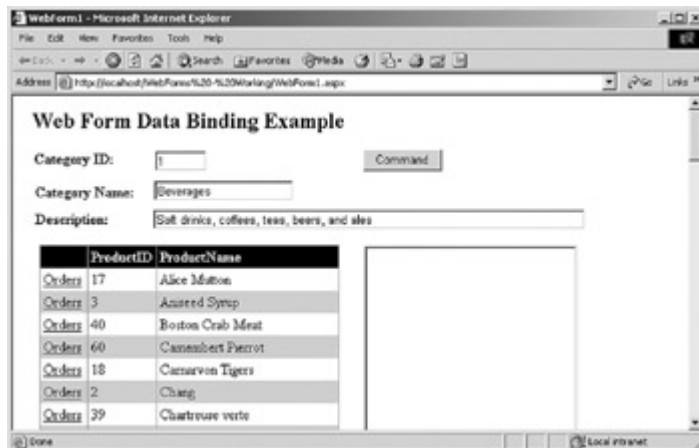 WebForm1 - Microsoft Internet Explorer
File Edit View Favorites Tools Help
Back Search Favorites Media
Address http://localhost/WebForms%20-%20Working/WebForm1.aspx Go Links
Web Form Data Binding Example
Category ID: 1 Command
Category Name: Beverages
Description: Soft drinks, coffees, teas, beers, and ales
ProductID ProductName
Orders 17 Alice Mutton
Orders 3 Aniseed Syrup
Orders 40 Boston Crab Meat
Orders 60 Camembert Pierrot
Orders 18 Carnarvon Tigers
Orders 2 Chang
Orders 39 Chartreuse verte
Done Local intranet